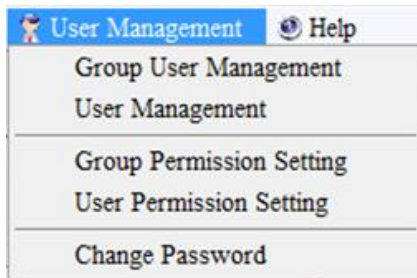 User Management Help
Group User Management
User Management
Group Permission Setting
User Permission Setting
Change Password